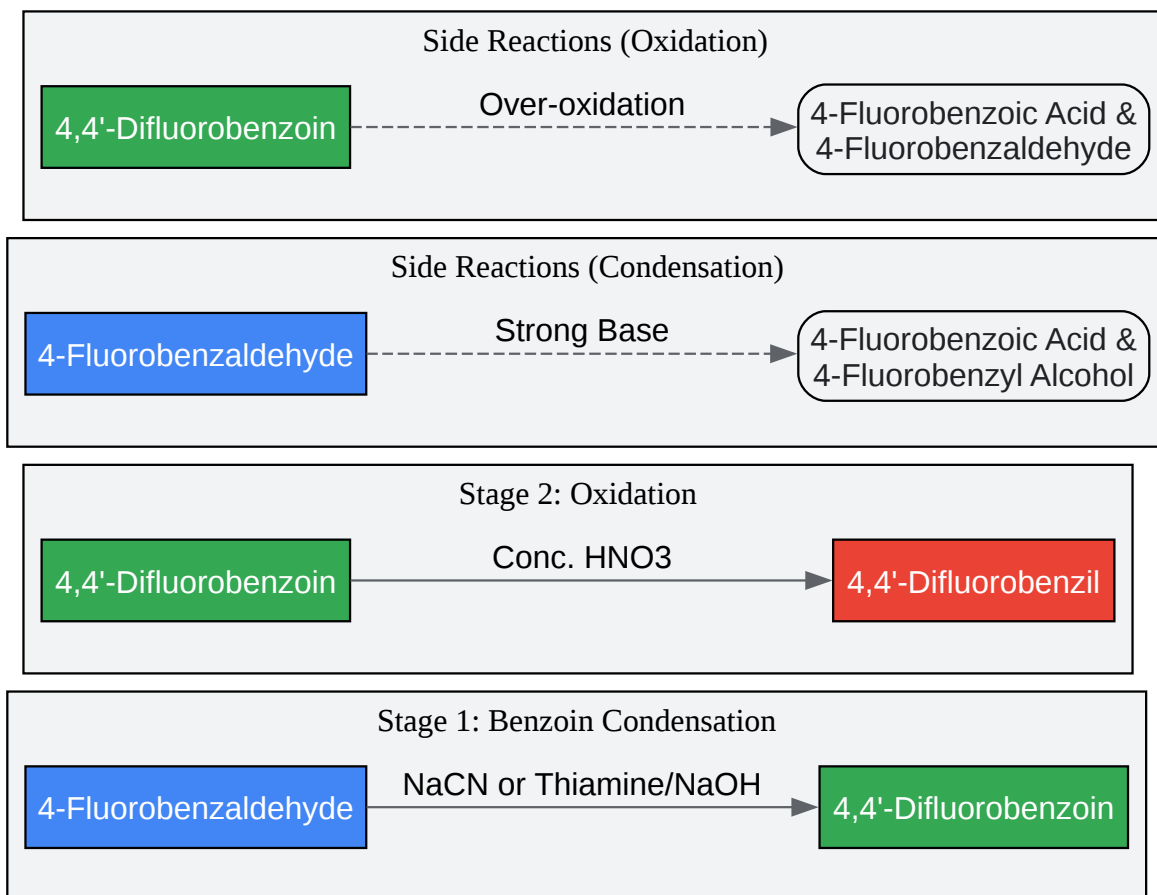 Side Reactions (Oxidation)
4,4'-Difluorobenzoin
Over-oxidation
4-Fluorobenzoic Acid &
4-Fluorobenzaldehyde
Side Reactions (Condensation)
4-Fluorobenzaldehyde
Strong Base
4-Fluorobenzoic Acid &
4-Fluorobenzyl Alcohol
Stage 2: Oxidation
4,4'-Difluorobenzoin
Conc. HNO3
4,4'-Difluorobenzil
Stage 1: Benzoin Condensation
4-Fluorobenzaldehyde
NaCN or Thiamine/NaOH
4,4'-Difluorobenzoin